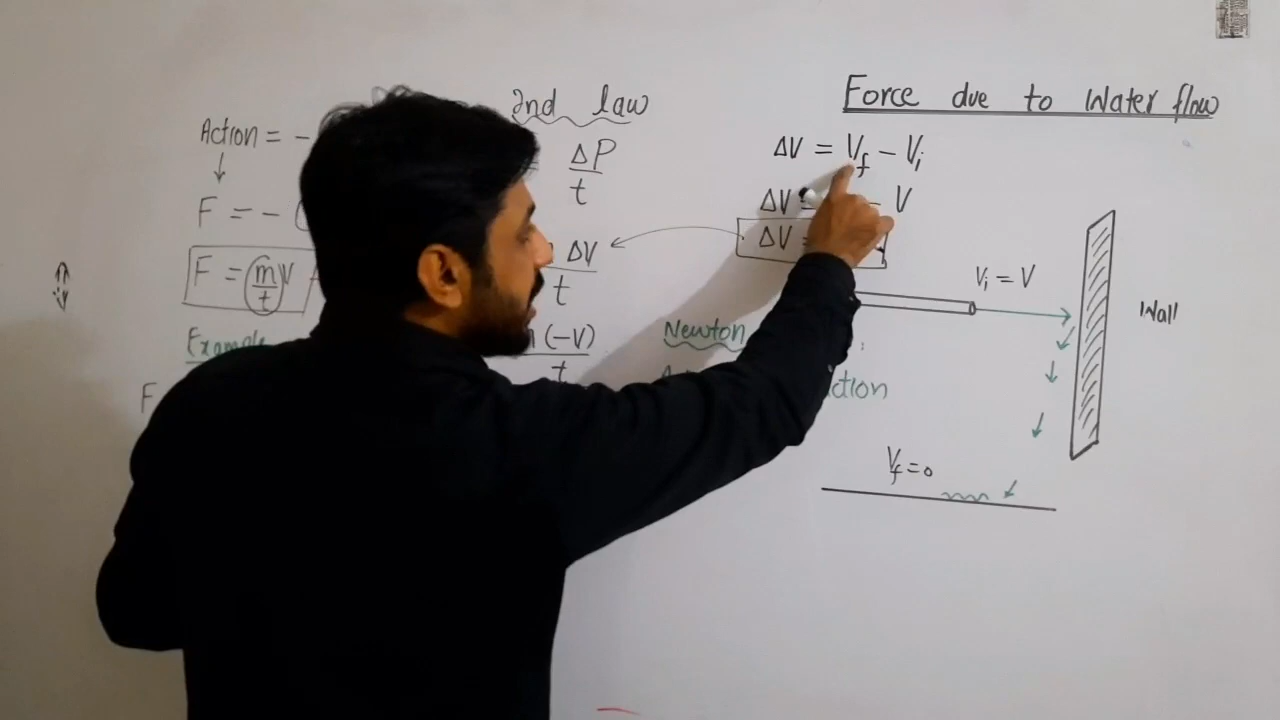 Force due to Water flow
ΔV = Vf - Vi
ΔV = - V
ΔV =
Vi = V
Wall
Vf = 0
2nd law
= ΔP/t
ΔV/t
(-V)/t
Newton
Action = -
↓
F = - (
F = m/t V
Example
F